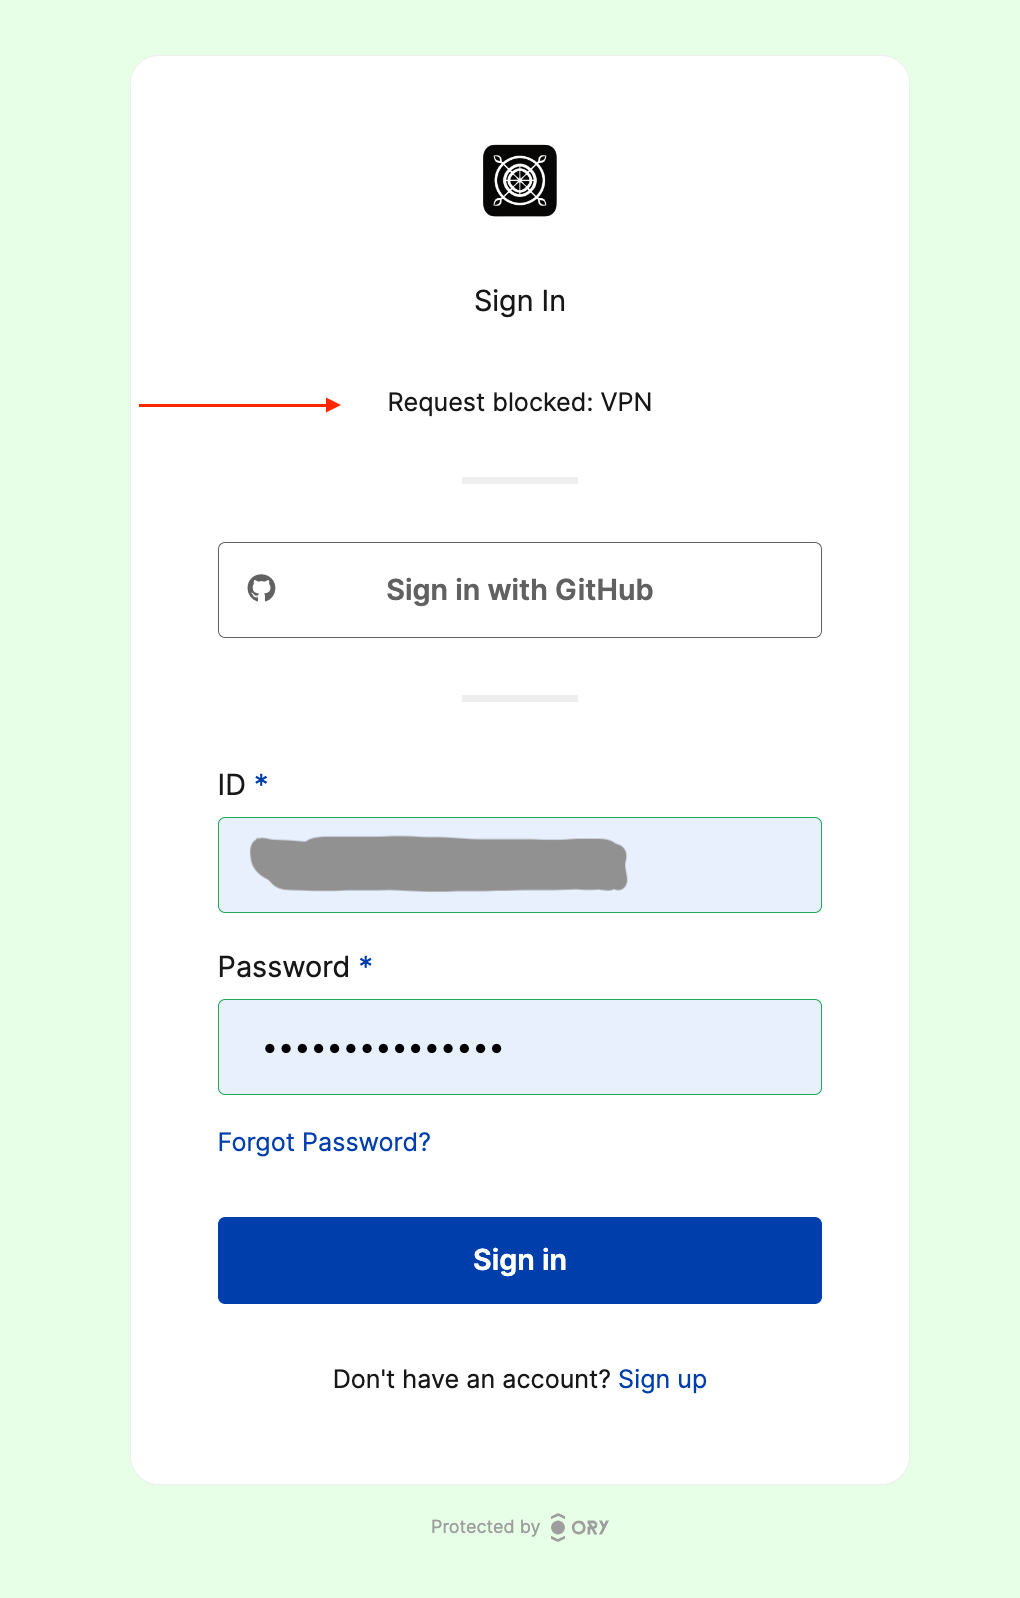 Sign In
Request blocked: VPN
Sign in with GitHub
ID *
Password *
•••••••••••••••
Forgot Password?
Sign in
Don't have an account? Sign up
Protected by ORY